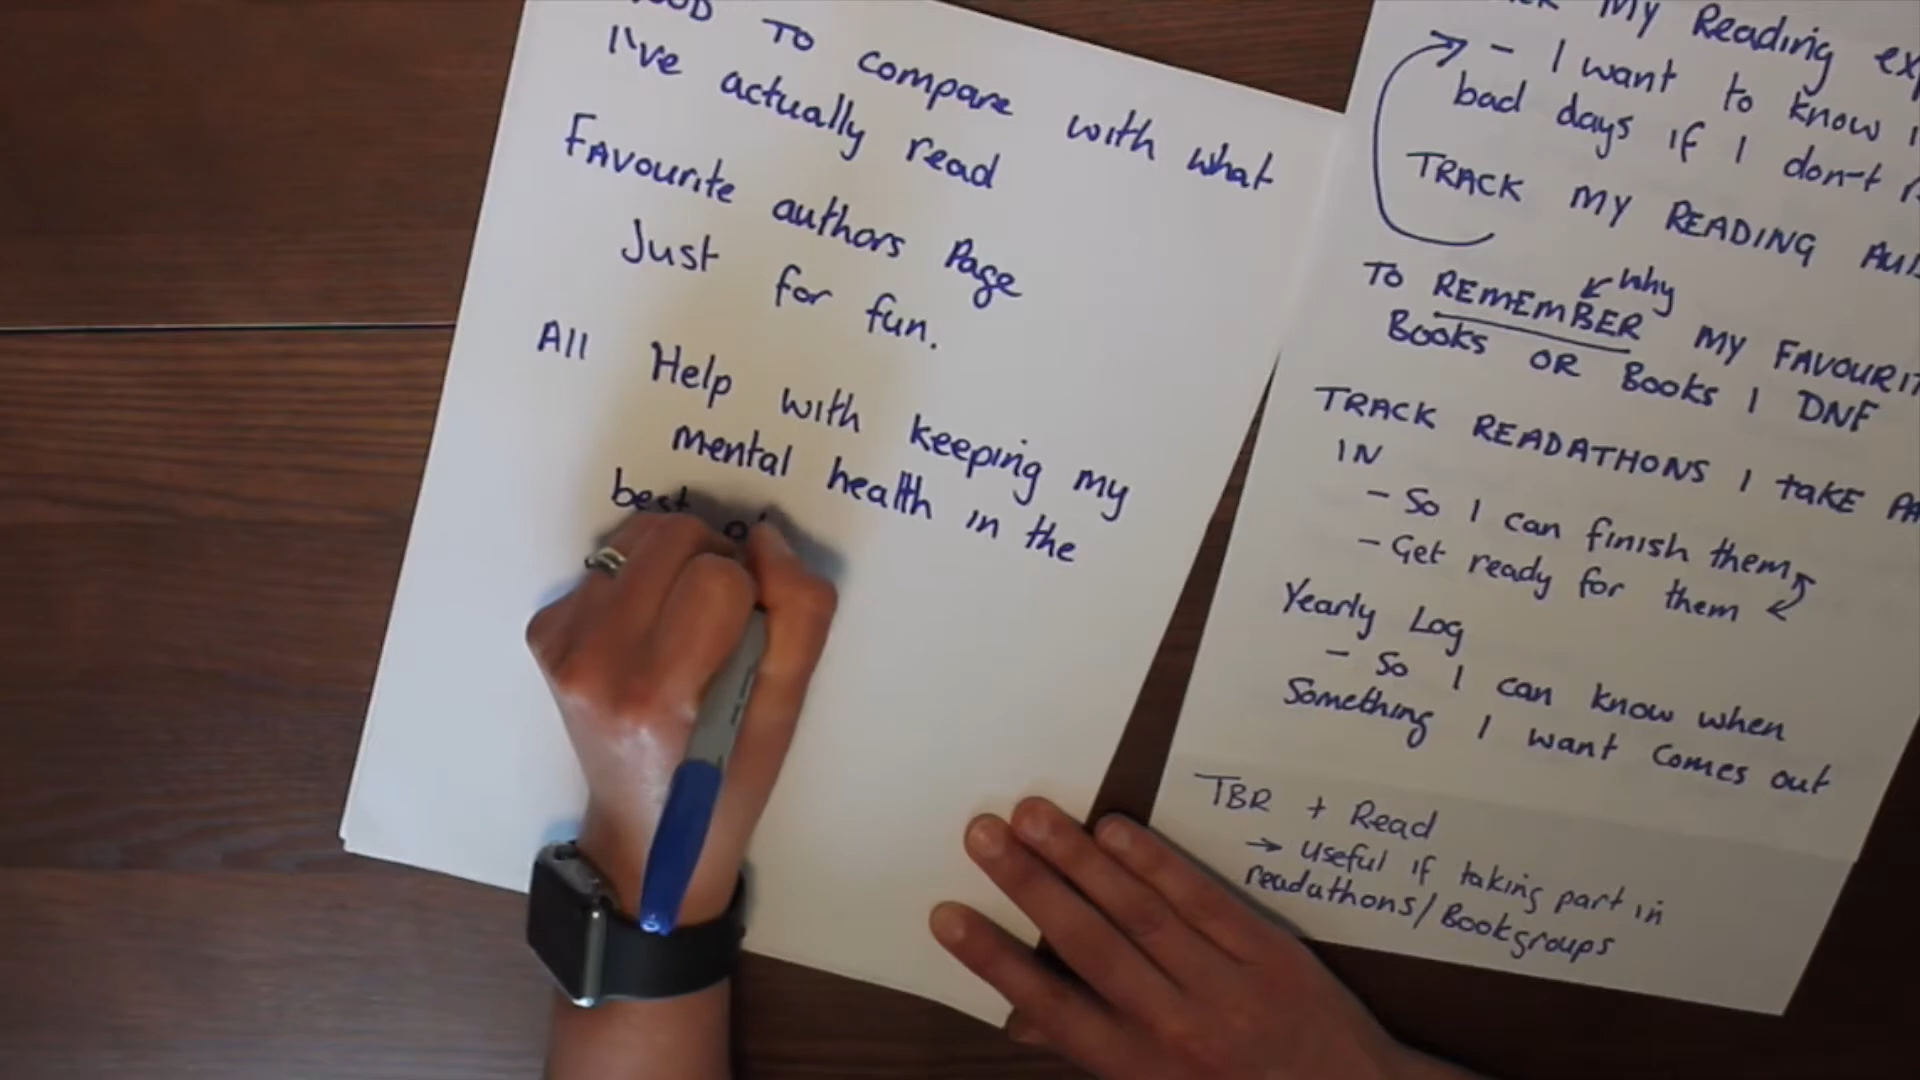 TO compare with what
I've actually read
Favourite authors Page
Just for fun.
All Help with keeping my
mental health in the
best
My Reading
- I want to know
bad days if I don't
TRACK MY READING
TO REMEMBER why MY FAVOURIT
Books OR Books I DNF
TRACK READATHONS I take PA
IN
- So I can finish them
- Get ready for them
Yearly Log
- So I can know when
Something I want comes out
TBR + Read
→ useful if taking part in
readathons/Bookgroups